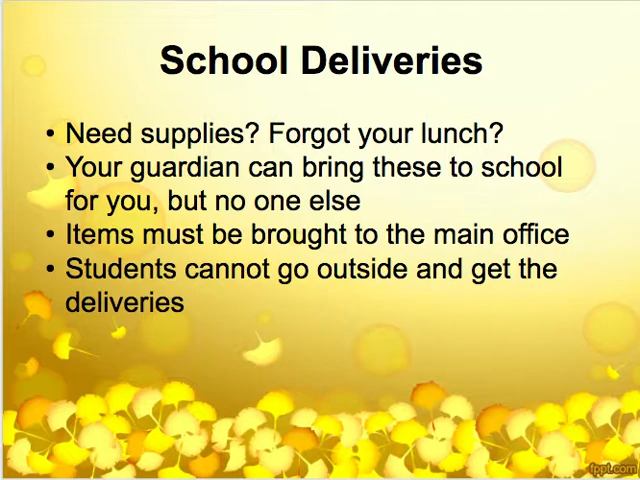 School Deliveries
• Need supplies? Forgot your lunch?
• Your guardian can bring these to school
for you, but no one else
• Items must be brought to the main office
• Students cannot go outside and get the
deliveries
fppt.com